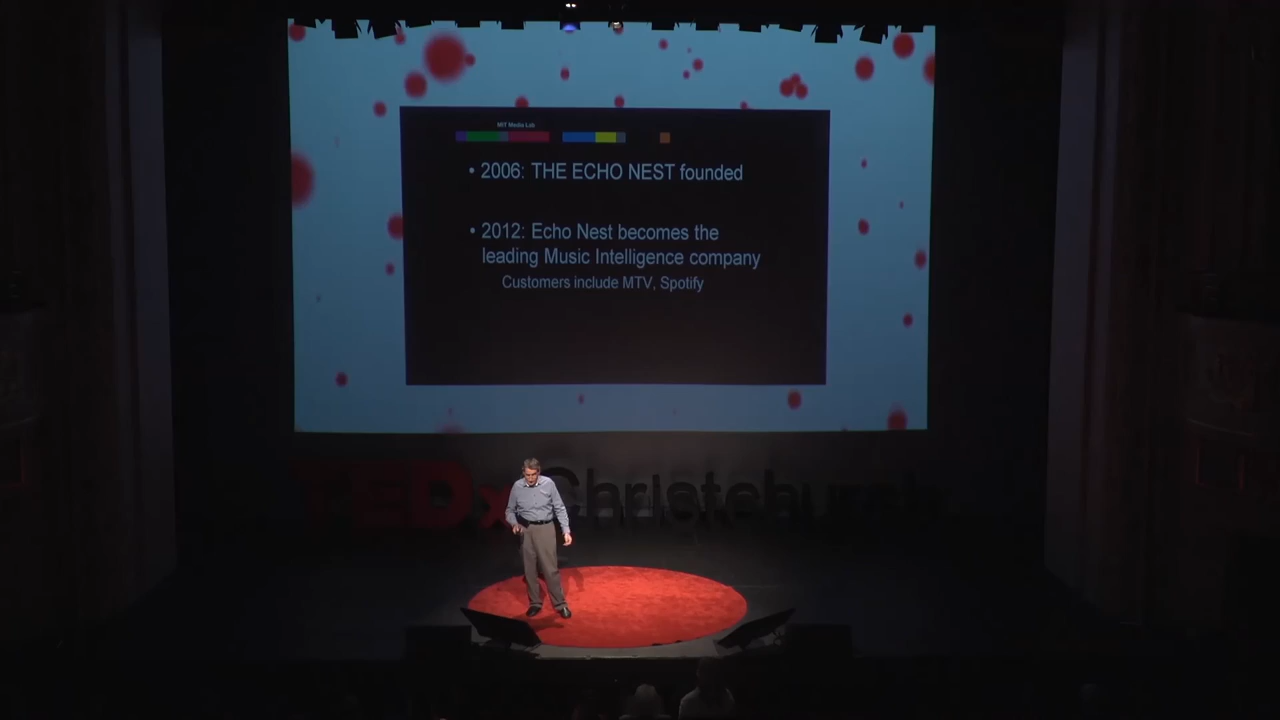 MIT Media Lab
• 2006: THE ECHO NEST founded
• 2012: Echo Nest becomes the
leading Music Intelligence company
Customers include MTV, Spotify
TEDxChristchurch